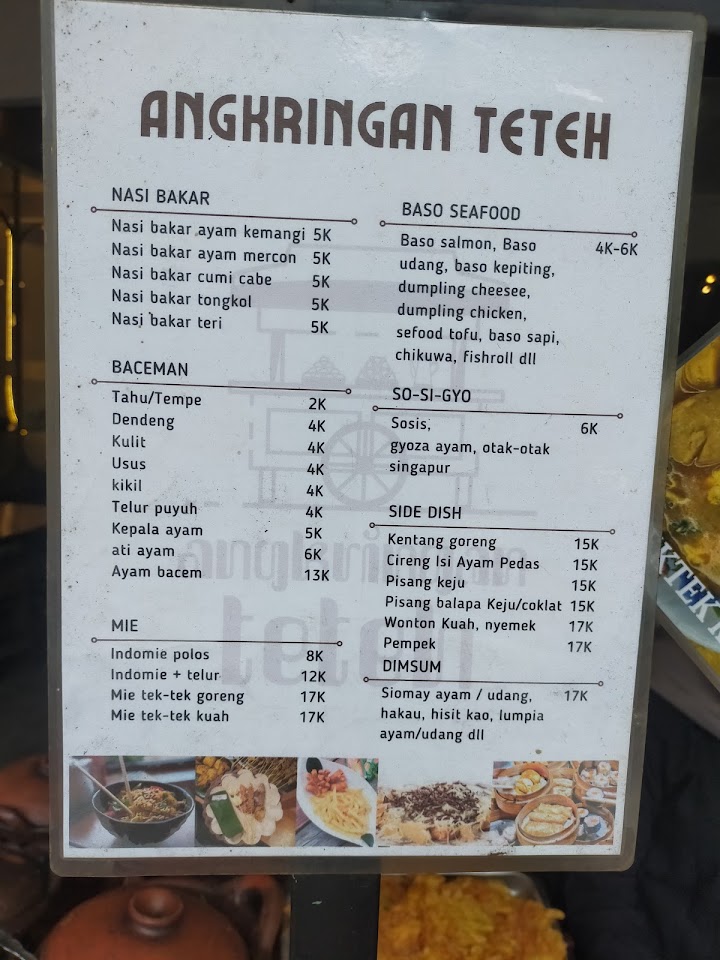 ANGKRINGAN TETEH
NASI BAKAR
Nasi bakar ayam kemangi 5K
Nasi bakar ayam mercon 5K
Nasi bakar cumi cabe 5K
Nasi bakar tongkol 5K
Nasi bakar teri 5K
BACEMAN
Tahu/Tempe 2K
Dendeng 4K
Kulit 4K
Usus 4K
kikil 4K
Telur puyuh 4K
Kepala ayam 5K
ati ayam 6K
Ayam bacem 13K
MIE
Indomie polos 8K
Indomie + telur 12K
Mie tek-tek goreng 17K
Mie tek-tek kuah 17K
BASO SEAFOOD
Baso salmon, Baso 4K-6K
udang, baso kepiting,
dumpling cheesee,
dumpling chicken,
sefood tofu, baso sapi,
chikuwa, fishroll dll
SO-SI-GYO
Sosis, 6K
gyoza ayam, otak-otak
singapur
SIDE DISH
Kentang goreng 15K
Cireng Isi Ayam Pedas 15K
Pisang keju 15K
Pisang balapa Keju/coklat 15K
Wonton Kuah, nyemek 17K
Pempek 17K
DIMSUM
Siomay ayam / udang, 17K
hakau, hisit kao, lumpia
ayam/udang dll
angkringan
teteh